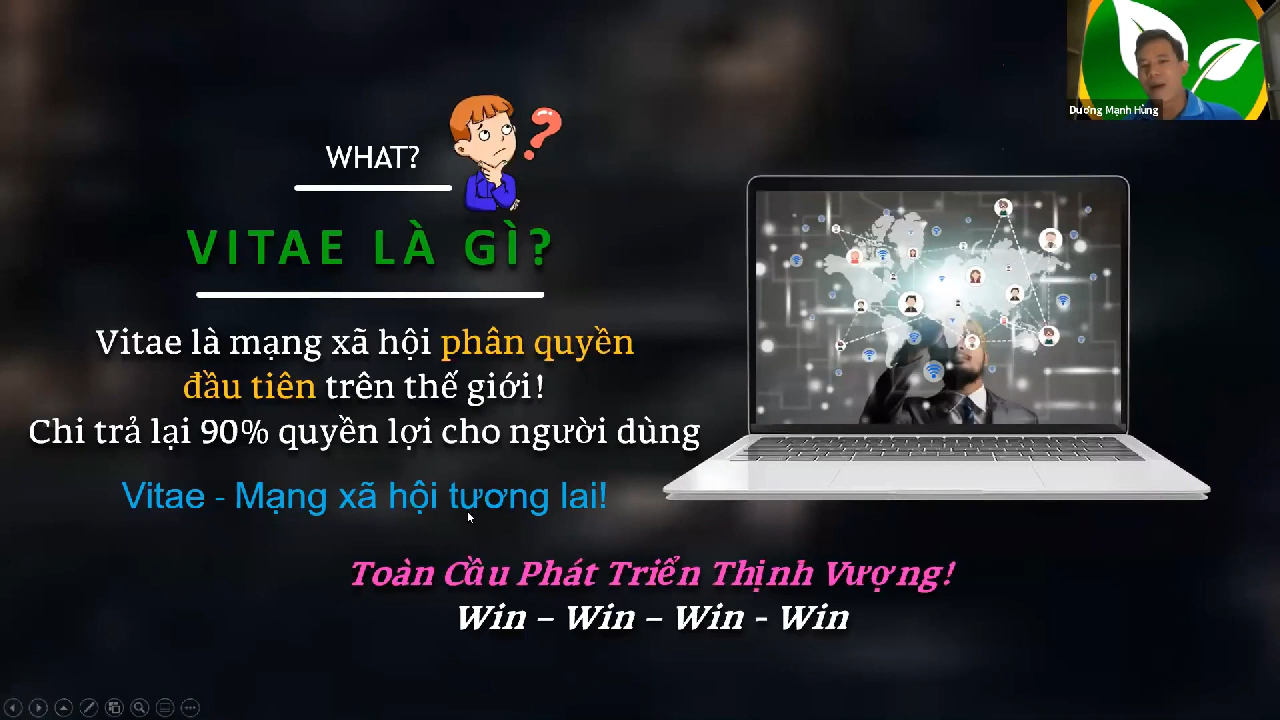 Dương Mạnh Hùng
WHAT?
VITAE LÀ GÌ?
Vitae là mạng xã hội phân quyền
đầu tiên trên thế giới!
Chi trả lại 90% quyền lợi cho người dùng
Vitae - Mạng xã hội tương lai!
Toàn Cầu Phát Triển Thịnh Vượng!
Win – Win – Win - Win